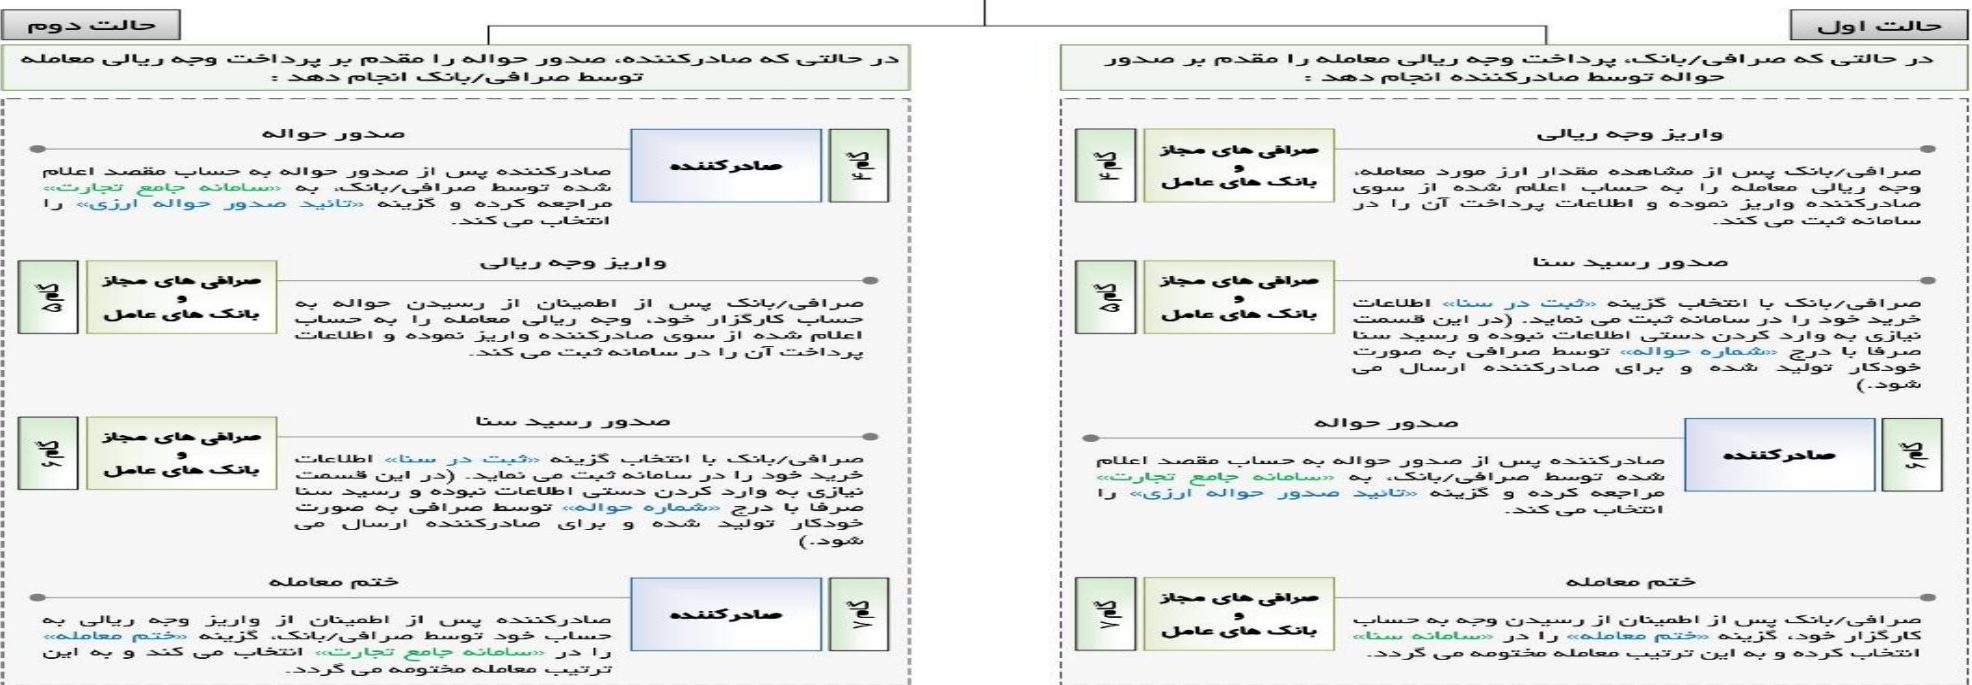 حالت اول
در حالتی که صرافی/بانک، پرداخت وجه ریالی معامله را مقدم بر صدور
حواله توسط صادرکننده انجام دهد :
گام ۴
صرافی های مجاز
و
بانک های عامل
واریز وجه ریالی
صرافی/بانک پس از مشاهده مقدار ارز مورد معامله،
وجه ریالی معامله را به حساب اعلام شده از سوی
صادرکننده واریز نموده و اطلاعات پرداخت آن را در
سامانه ثبت می کند.
گام ۵
صرافی های مجاز
و
بانک های عامل
صدور رسید سنا
صرافی/بانک با انتخاب گزینه «ثبت در سنا» اطلاعات
خرید خود را در سامانه ثبت می نماید. (در این قسمت
نیازی به وارد کردن دستی اطلاعات نبوده و رسید سنا
صرفا با درج «شماره حواله» توسط صرافی به صورت
خودکار تولید شده و برای صادرکننده ارسال می
شود.)
گام ۶
صادرکننده
صدور حواله
صادرکننده پس از صدور حواله به حساب مقصد اعلام
شده توسط صرافی/بانک، به «سامانه جامع تجارت»
مراجعه کرده و گزینه «تائید صدور حواله ارزی» را
انتخاب می کند.
گام ۷
صرافی های مجاز
و
بانک های عامل
ختم معامله
صرافی/بانک پس از اطمینان از رسیدن وجه به حساب
کارگزار خود، گزینه «ختم معامله» را در «سامانه سنا»
انتخاب کرده و به این ترتیب معامله مختومه می گردد.
حالت دوم
در حالتی که صادرکننده، صدور حواله را مقدم بر پرداخت وجه ریالی معامله
توسط صرافی/بانک انجام دهد :
گام ۴
صادرکننده
صدور حواله
صادرکننده پس از صدور حواله به حساب مقصد اعلام
شده توسط صرافی/بانک، به «سامانه جامع تجارت»
مراجعه کرده و گزینه «تائید صدور حواله ارزی» را
انتخاب می کند.
گام ۵
صرافی های مجاز
و
بانک های عامل
واریز وجه ریالی
صرافی/بانک پس از اطمینان از رسیدن حواله به
حساب کارگزار خود، وجه ریالی معامله را به حساب
اعلام شده از سوی صادرکننده واریز نموده و اطلاعات
پرداخت آن را در سامانه ثبت می کند.
گام ۶
صرافی های مجاز
و
بانک های عامل
صدور رسید سنا
صرافی/بانک با انتخاب گزینه «ثبت در سنا» اطلاعات
خرید خود را در سامانه ثبت می نماید. (در این قسمت
نیازی به وارد کردن دستی اطلاعات نبوده و رسید سنا
صرفا با درج «شماره حواله» توسط صرافی به صورت
خودکار تولید شده و برای صادرکننده ارسال می
شود.)
گام ۷
صادرکننده
ختم معامله
صادرکننده پس از اطمینان از واریز وجه ریالی به
حساب خود توسط صرافی/بانک، گزینه «ختم معامله»
را در «سامانه جامع تجارت» انتخاب می کند و به این
ترتیب معامله مختومه می گردد.